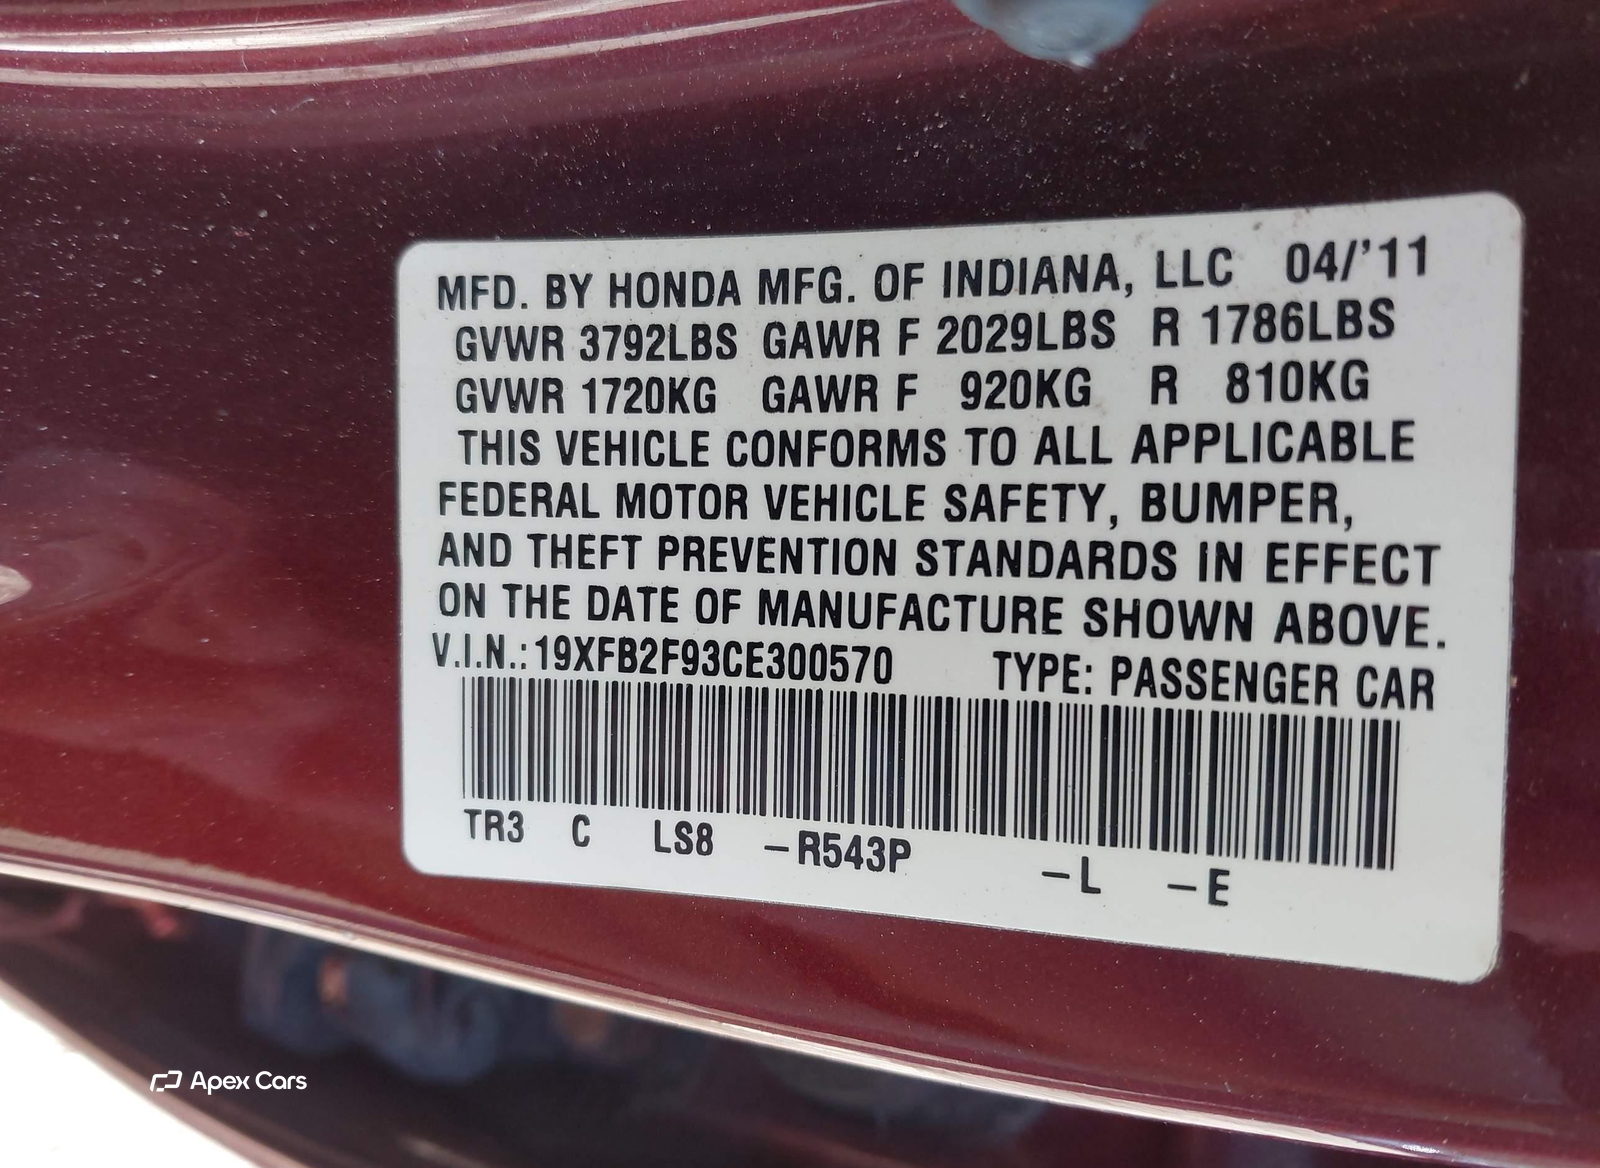 MFD. BY HONDA MFG. OF INDIANA, LLC 04/'11
GVWR 3792LBS GAWR F 2029LBS R 1786LBS
GVWR 1720KG GAWR F 920KG R 810KG
THIS VEHICLE CONFORMS TO ALL APPLICABLE
FEDERAL MOTOR VEHICLE SAFETY, BUMPER,
AND THEFT PREVENTION STANDARDS IN EFFECT
ON THE DATE OF MANUFACTURE SHOWN ABOVE.
V.I.N.: 19XFB2F93CE300570 TYPE: PASSENGER CAR
TR3 C LS8 –R543P –L –E
Apex Cars